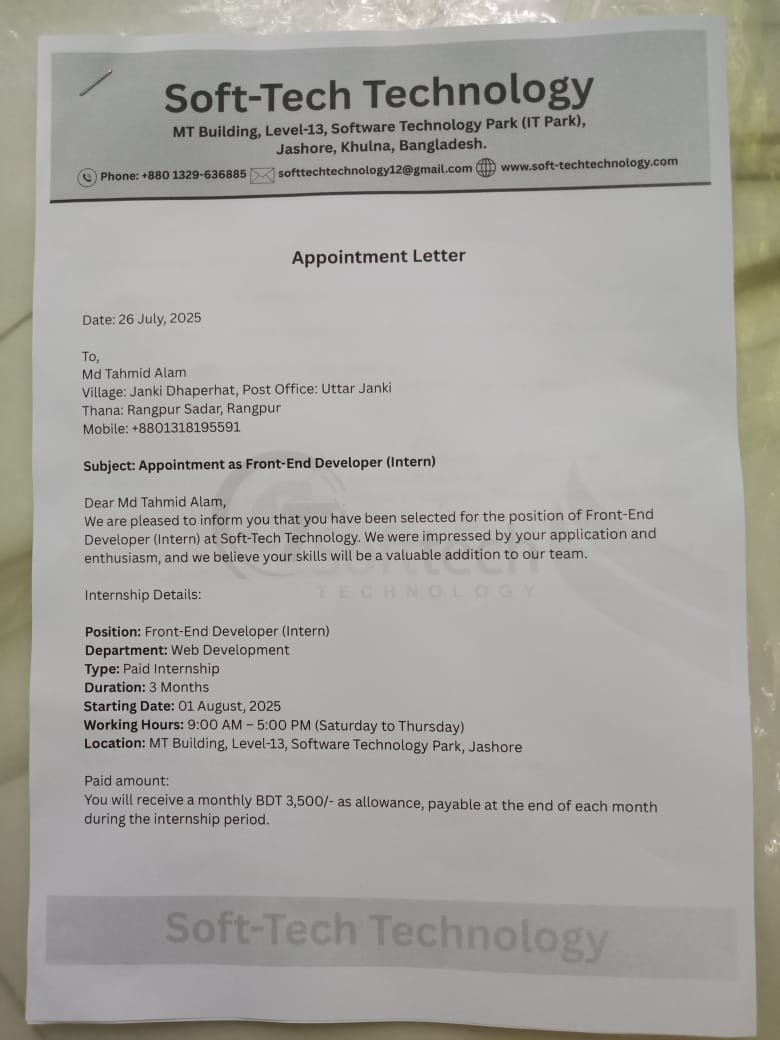 Soft-Tech Technology
MT Building, Level-13, Software Technology Park (IT Park),
Jashore, Khulna, Bangladesh.
Phone: +880 1329-636885 softtechtechnology12@gmail.com www.soft-techtechnology.com
Appointment Letter
Date: 26 July, 2025
To,
Md Tahmid Alam
Village: Janki Dhaperhat, Post Office: Uttar Janki
Thana: Rangpur Sadar, Rangpur
Mobile: +8801318195591
Subject: Appointment as Front-End Developer (Intern)
Dear Md Tahmid Alam,
We are pleased to inform you that you have been selected for the position of Front-End
Developer (Intern) at Soft-Tech Technology. We were impressed by your application and
enthusiasm, and we believe your skills will be a valuable addition to our team.
Softtech
TECHNOLOGY
Internship Details:
Position: Front-End Developer (Intern)
Department: Web Development
Type: Paid Internship
Duration: 3 Months
Starting Date: 01 August, 2025
Working Hours: 9:00 AM – 5:00 PM (Saturday to Thursday)
Location: MT Building, Level-13, Software Technology Park, Jashore
Paid amount:
You will receive a monthly BDT 3,500/- as allowance, payable at the end of each month
during the internship period.
Soft-Tech Technology